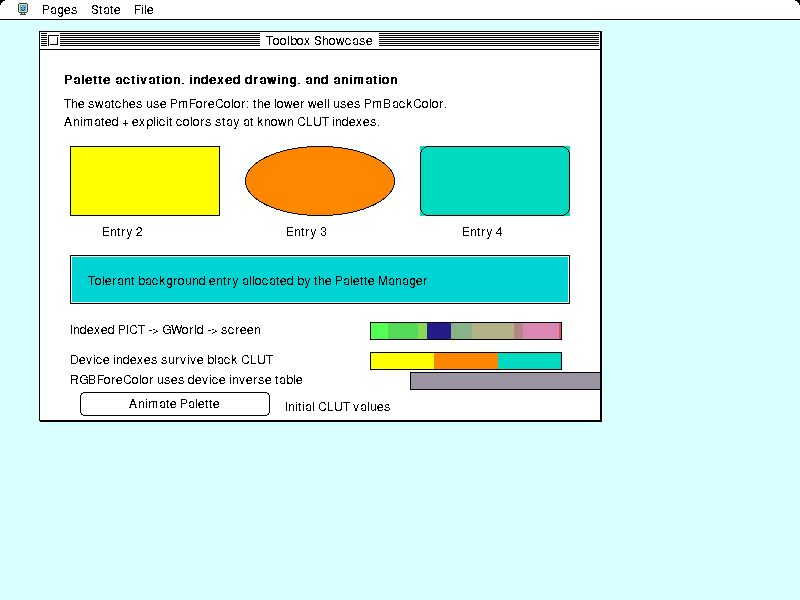 Pages State File
Toolbox Showcase
Palette activation. indexed drawing. and animation
The swatches use PmForeColor: the lower well uses PmBackColor.
Animated + explicit colors stay at known CLUT indexes.
Entry 2 Entry 3 Entry 4
Tolerant background entry allocated by the Palette Manager
Indexed PICT -> GWorld -> screen
Device indexes survive black CLUT
RGBForeColor uses device inverse table
Animate Palette Initial CLUT values